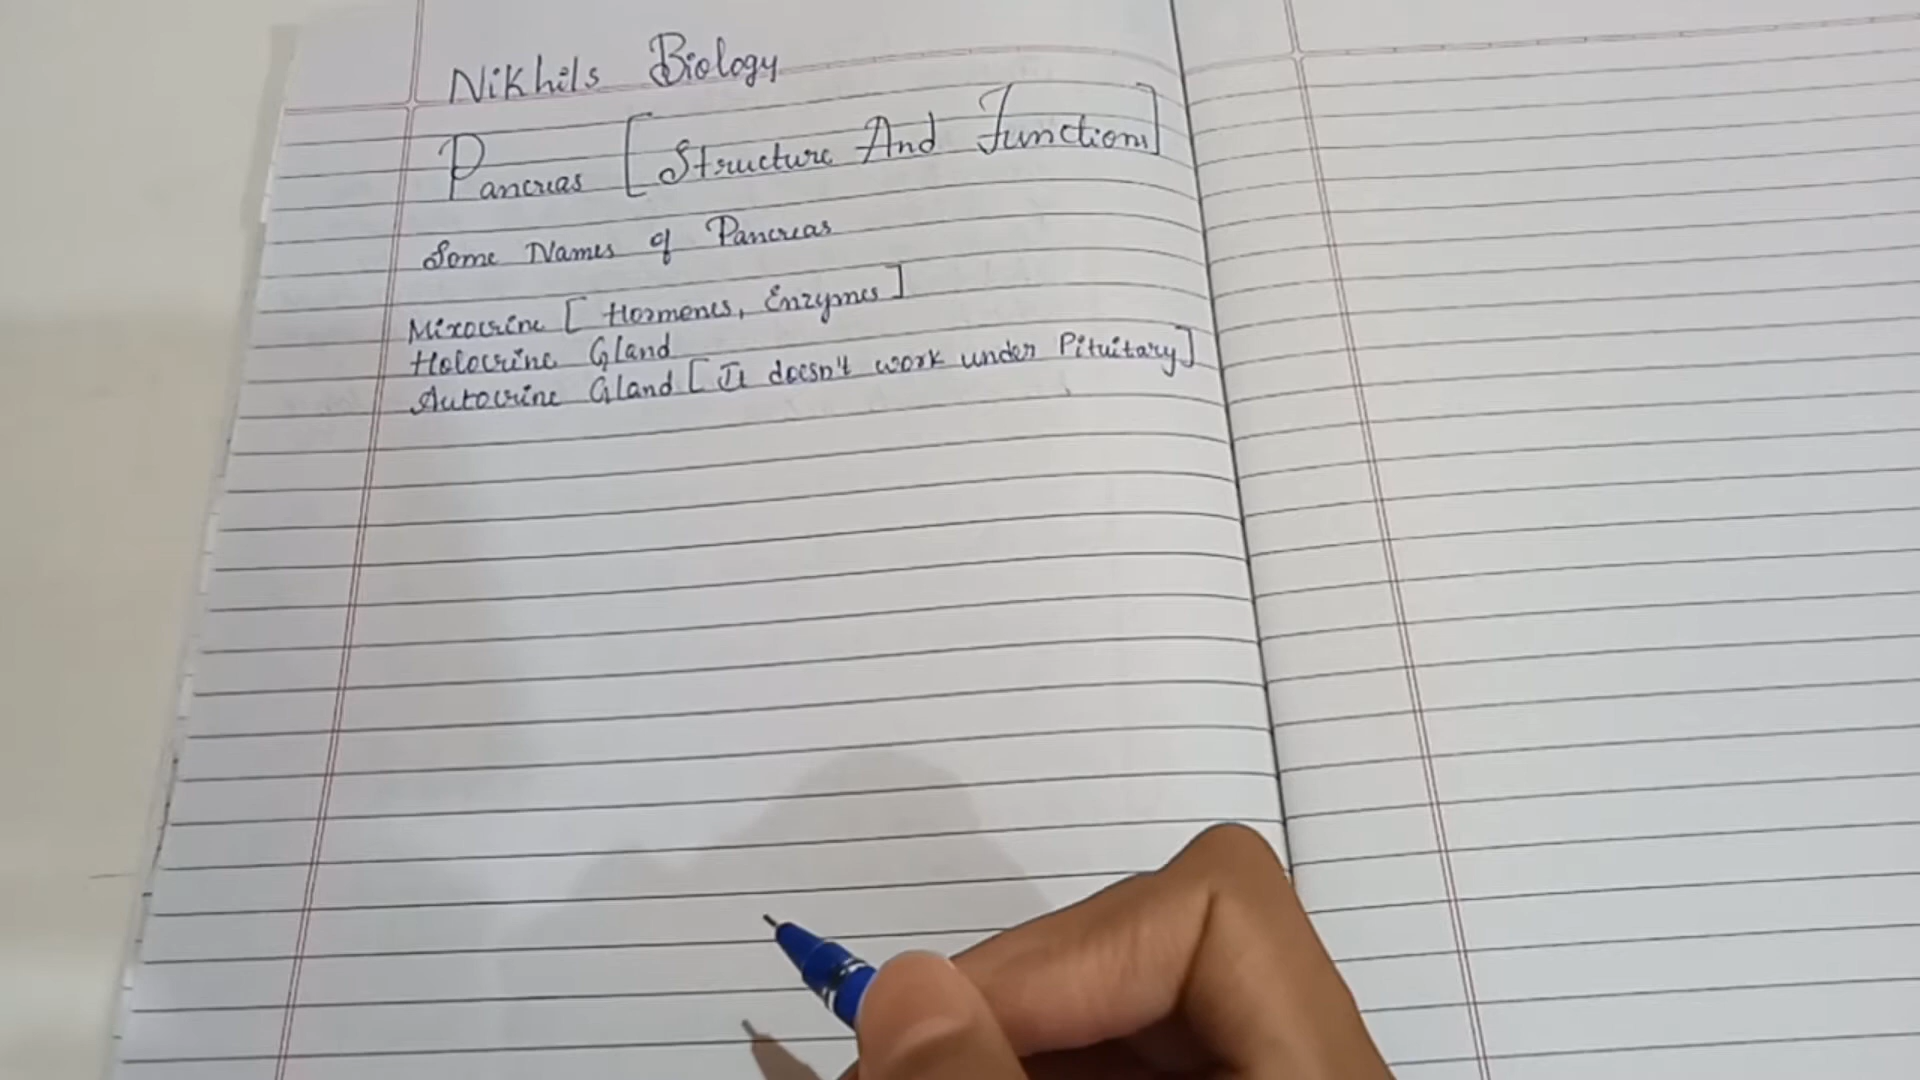 Nikhils Biology
Pancreas [Structure And Function]
Some Names of Pancreas
Mixocrine [Hormones, Enzymes]
Holocrine Gland
Autocrine Gland [It doesn't work under Pituitary]